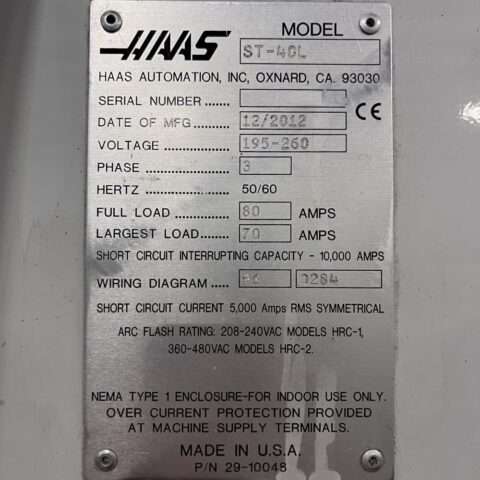 HAAS
MODEL
ST-40L
HAAS AUTOMATION, INC, OXNARD, CA. 93030
SERIAL NUMBER ......
DATE OF MFG ........... 12/2012
CE
VOLTAGE .................. 195-260
PHASE ...................... 3
HERTZ ...................... 50/60
FULL LOAD .............. 80 AMPS
LARGEST LOAD ....... 70 AMPS
SHORT CIRCUIT INTERRUPTING CAPACITY - 10,000 AMPS
WIRING DIAGRAM ...... 0284
SHORT CIRCUIT CURRENT 5,000 Amps RMS SYMMETRICAL
ARC FLASH RATING: 208-240VAC MODELS HRC-1,
360-480VAC MODELS HRC-2.
NEMA TYPE 1 ENCLOSURE-FOR INDOOR USE ONLY.
OVER CURRENT PROTECTION PROVIDED
AT MACHINE SUPPLY TERMINALS.
MADE IN U.S.A.
P/N 29-10048